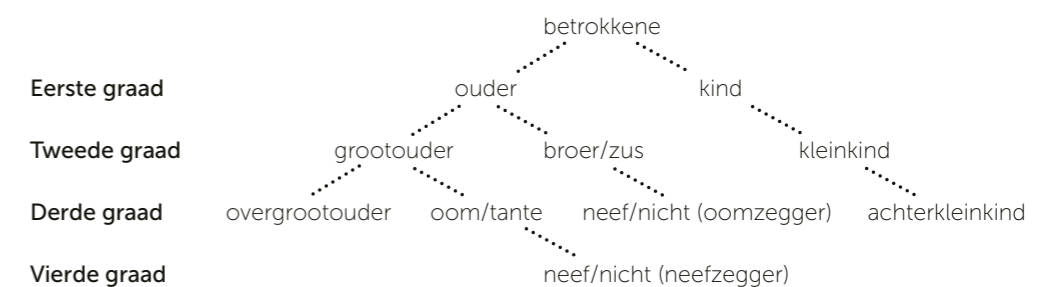 betrokkene
Eerste graad ouder kind
Tweede graad grootouder broer/zus kleinkind
Derde graad overgrootouder oom/tante neef/nicht (oomzegger) achterkleinkind
Vierde graad neef/nicht (neefzegger)